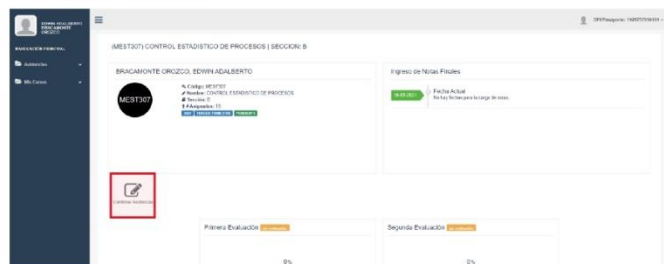 EDWIN ADALBERTO
BRACAMONTE
OROZCO
NAVEGACIÓN PRINCIPAL
Asistencias
Mis Cursos
(MEST307) CONTROL ESTADISTICO DE PROCESOS | SECCION: B
BRACAMONTE OROZCO, EDWIN ADALBERTO
MEST307
Código: MEST307
Nombre: CONTROL ESTADISTICO DE PROCESOS
Sección: B
# Asignados: 13
Ingreso de Notas Finales
Fecha Actual
No hay fechas para la carga de notas.
Primera Evaluación
0%
Segunda Evaluación
0%